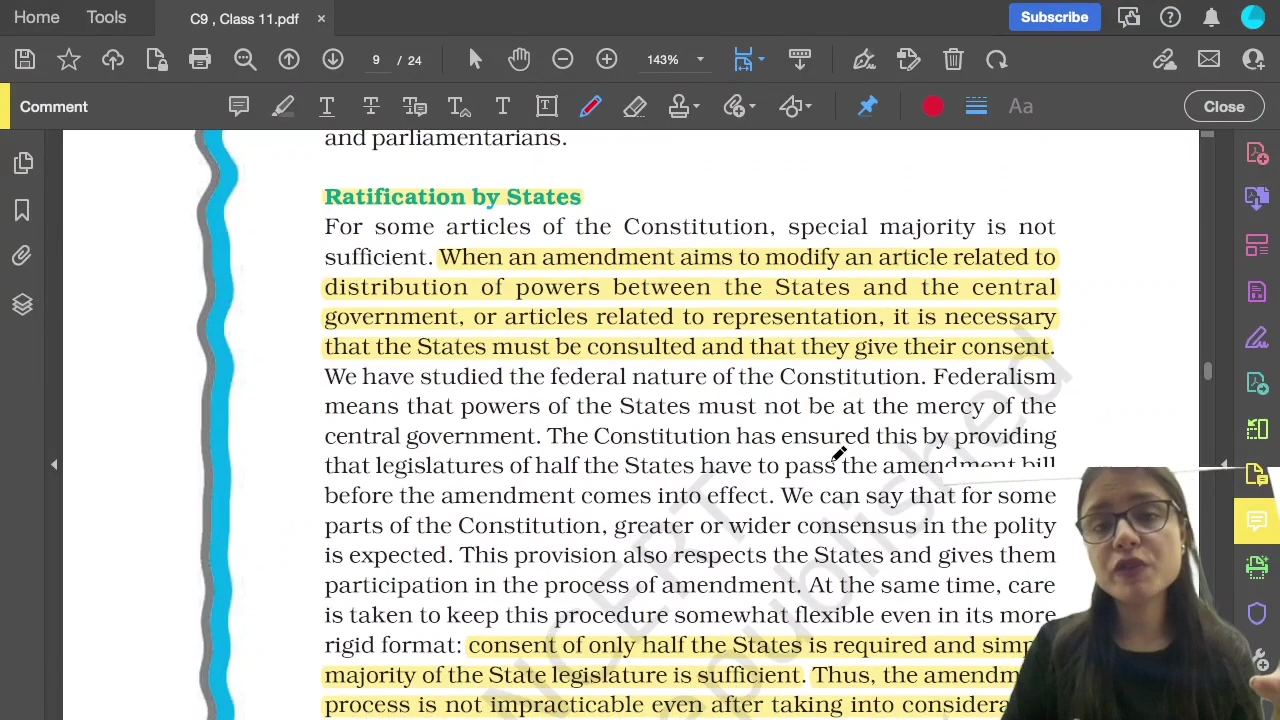 Home Tools C9 , Class 11.pdf × Subscribe
9 / 24 143%
Comment Aa Close
and parliamentarians.
Ratification by States
For some articles of the Constitution, special majority is not
sufficient. When an amendment aims to modify an article related to
distribution of powers between the States and the central
government, or articles related to representation, it is necessary
that the States must be consulted and that they give their consent.
We have studied the federal nature of the Constitution. Federalism
means that powers of the States must not be at the mercy of the
central government. The Constitution has ensured this by providing
that legislatures of half the States have to pass the amendment bill
before the amendment comes into effect. We can say that for some
parts of the Constitution, greater or wider consensus in the polity
is expected. This provision also respects the States and gives them
participation in the process of amendment. At the same time, care
is taken to keep this procedure somewhat flexible even in its more
rigid format: consent of only half the States is required and
majority of the State legislature is sufficient. Thus, the
process is not impracticable even after taking into
NCERT
republished